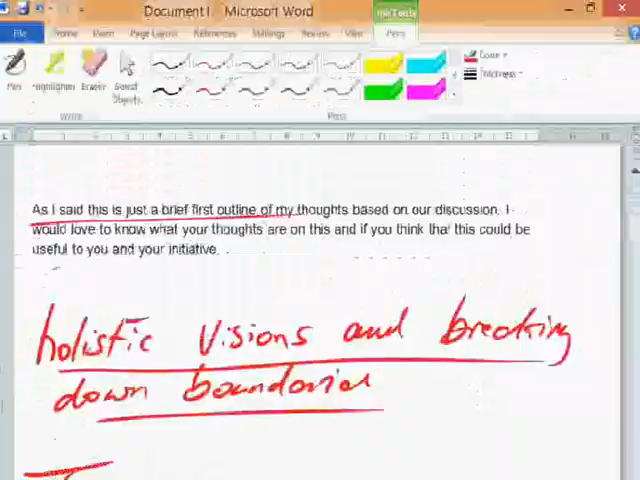 Document1 - Microsoft Word
Ink Tools
File Home Insert Page Layout References Mailings Review View Pens
Color
Thickness
Pen Highlighter Eraser Select Objects
Write Pens
As I said this is just a brief first outline of my thoughts based on our discussion. I
would love to know what your thoughts are on this and if you think that this could be
useful to you and your initiative.
holistic visions and breaking
down boundaries